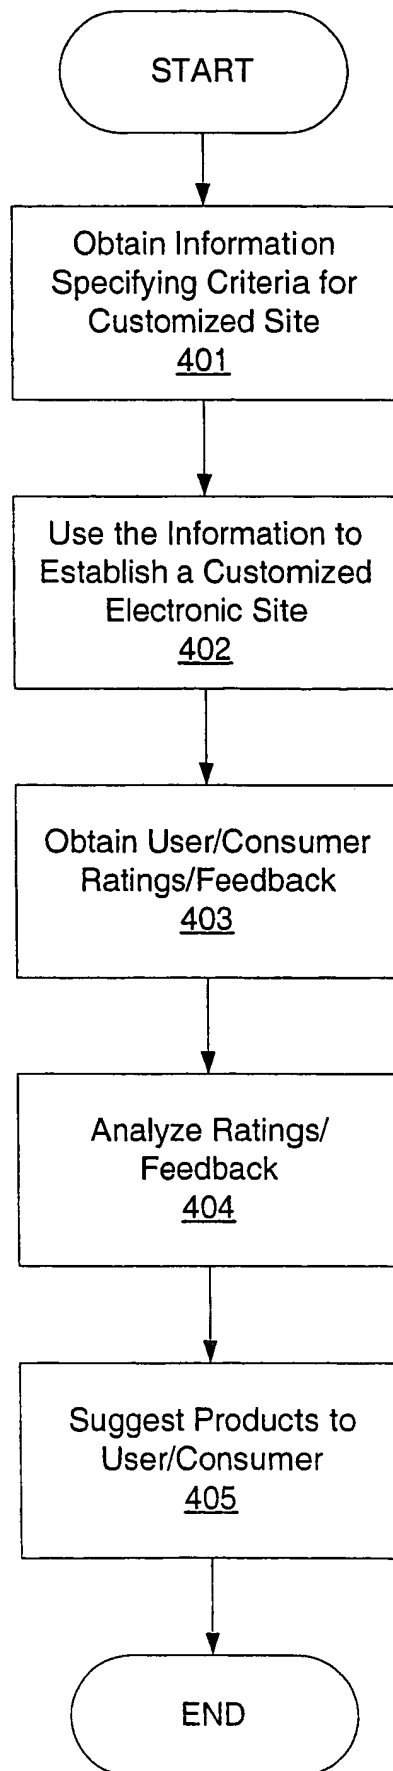 START
Obtain Information
Specifying Criteria for
Customized Site
401
Use the Information to
Establish a Customized
Electronic Site
402
Obtain User/Consumer
Ratings/Feedback
403
Analyze Ratings/
Feedback
404
Suggest Products to
User/Consumer
405
END